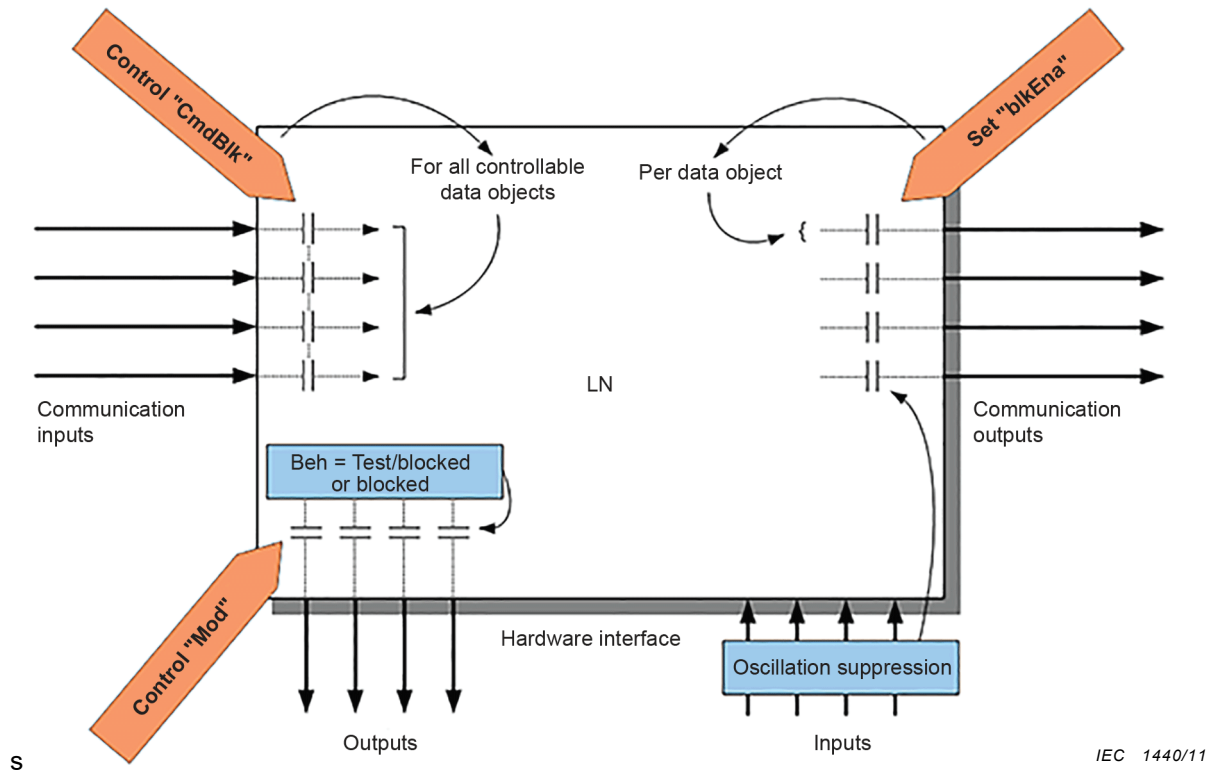 Control "CmdBlk"
Set "blkEna"
For all controllable
data objects
Per data object
LN
Communication
inputs
Communication
outputs
Beh = Test/blocked
or blocked
Control "Mod"
Hardware interface
Oscillation suppression
Outputs
Inputs
S
IEC 1440/11